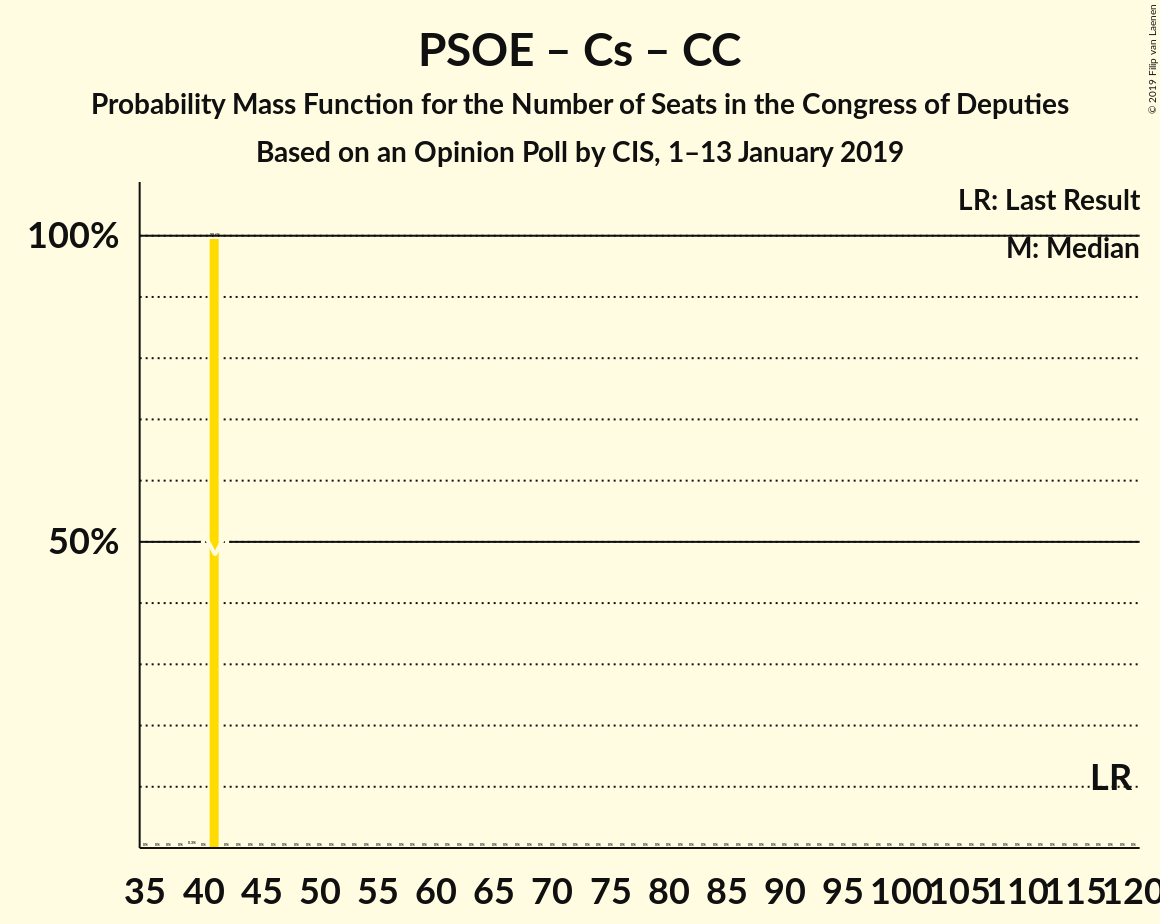 PSOE – Cs – CC
Probability Mass Function for the Number of Seats in the Congress of Deputies
Based on an Opinion Poll by CIS, 1–13 January 2019
© 2019 Filip van Laenen
LR: Last Result
M: Median
100%
50%
M
LR
35 40 45 50 55 60 65 70 75 80 85 90 95 100 105 110 115 120